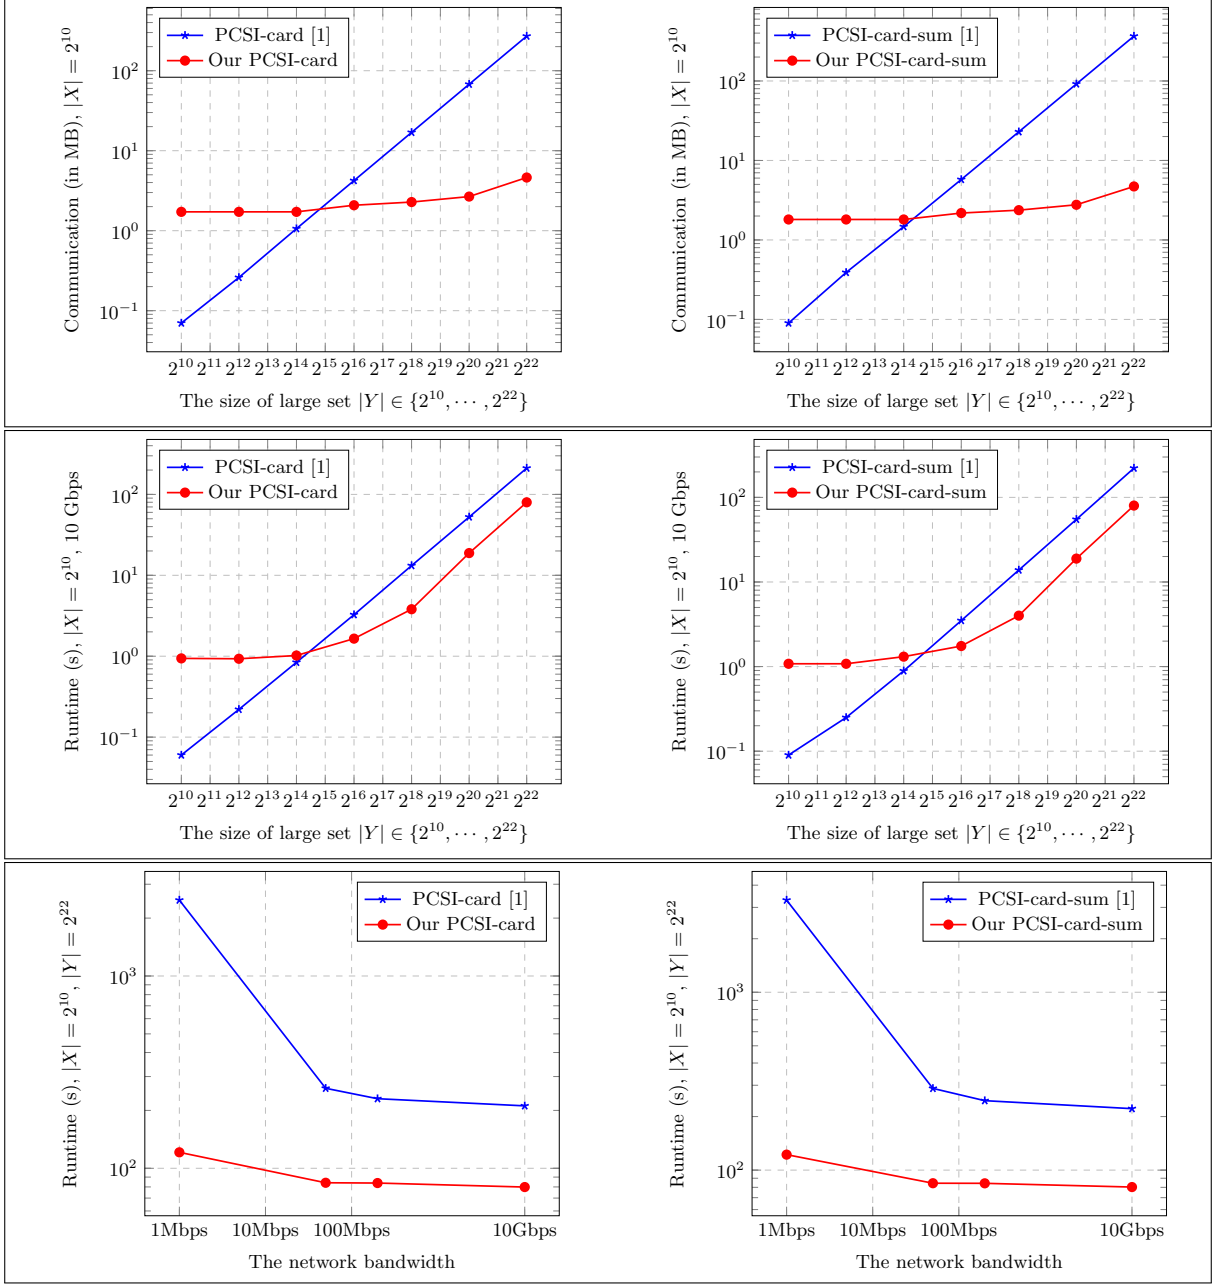 PCSI-card [1]
Our PCSI-card
Communication (in MB), |X| = 2^10
10^2
10^1
10^0
10^−1
2^10 2^11 2^12 2^13 2^14 2^15 2^16 2^17 2^18 2^19 2^20 2^21 2^22
The size of large set |Y| ∈ {2^10, ⋯ , 2^22}
PCSI-card-sum [1]
Our PCSI-card-sum
Communication (in MB), |X| = 2^10
10^2
10^1
10^0
10^−1
2^10 2^11 2^12 2^13 2^14 2^15 2^16 2^17 2^18 2^19 2^20 2^21 2^22
The size of large set |Y| ∈ {2^10, ⋯ , 2^22}
PCSI-card [1]
Our PCSI-card
Runtime (s), |X| = 2^10, 10 Gbps
10^2
10^1
10^0
10^−1
2^10 2^11 2^12 2^13 2^14 2^15 2^16 2^17 2^18 2^19 2^20 2^21 2^22
The size of large set |Y| ∈ {2^10, ⋯ , 2^22}
PCSI-card-sum [1]
Our PCSI-card-sum
Runtime (s), |X| = 2^10, 10 Gbps
10^2
10^1
10^0
10^−1
2^10 2^11 2^12 2^13 2^14 2^15 2^16 2^17 2^18 2^19 2^20 2^21 2^22
The size of large set |Y| ∈ {2^10, ⋯ , 2^22}
PCSI-card [1]
Our PCSI-card
Runtime (s), |X| = 2^10, |Y| = 2^22
10^3
10^2
1Mbps 10Mbps 100Mbps 10Gbps
The network bandwidth
PCSI-card-sum [1]
Our PCSI-card-sum
Runtime (s), |X| = 2^10, |Y| = 2^22
10^3
10^2
1Mbps 10Mbps 100Mbps 10Gbps
The network bandwidth